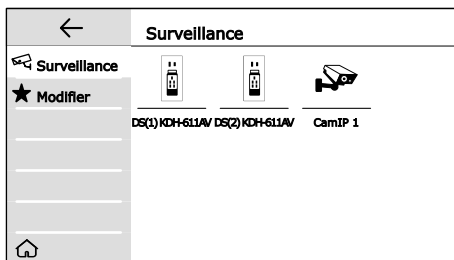 Surveillance
Surveillance
Modifier
DS(1) KDH-611AV DS(2) KDH-611AV CamIP 1